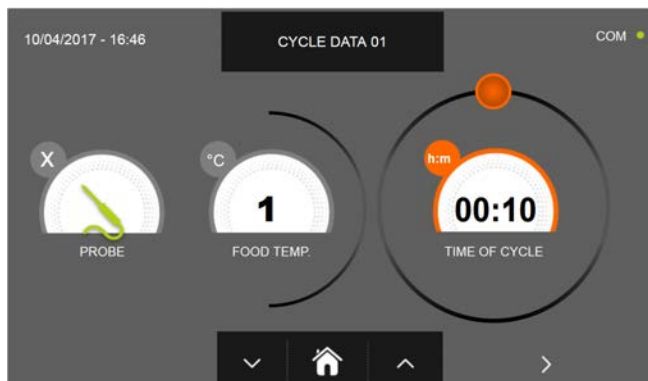 10/04/2017 - 16:46
CYCLE DATA 01
COM
X
°C
h:m
1
00:10
PROBE
FOOD TEMP.
TIME OF CYCLE